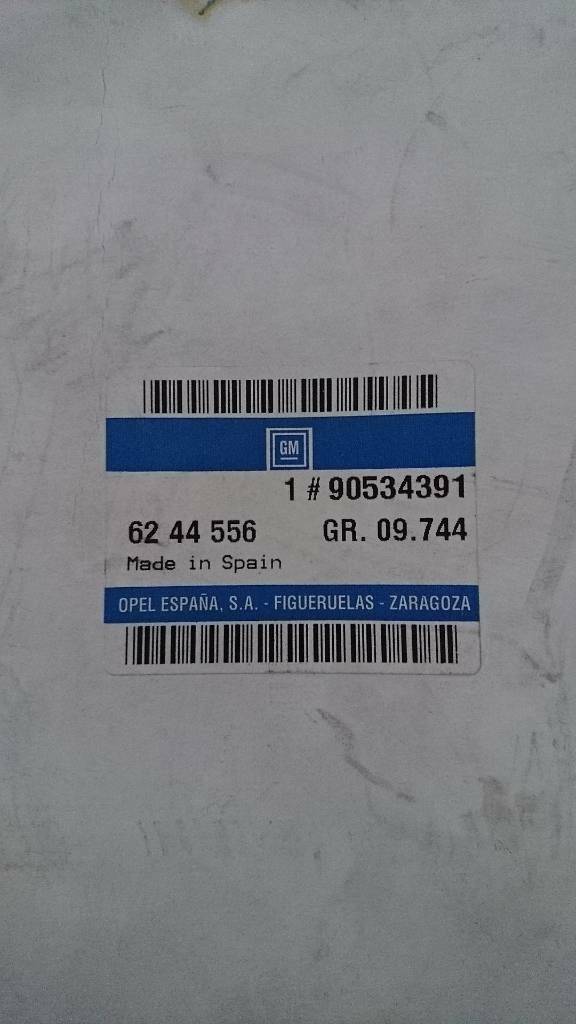 GM
1 # 90534391
62 44 556 GR. 09.744
Made in Spain
OPEL ESPAÑA, S.A. - FIGUERUELAS - ZARAGOZA